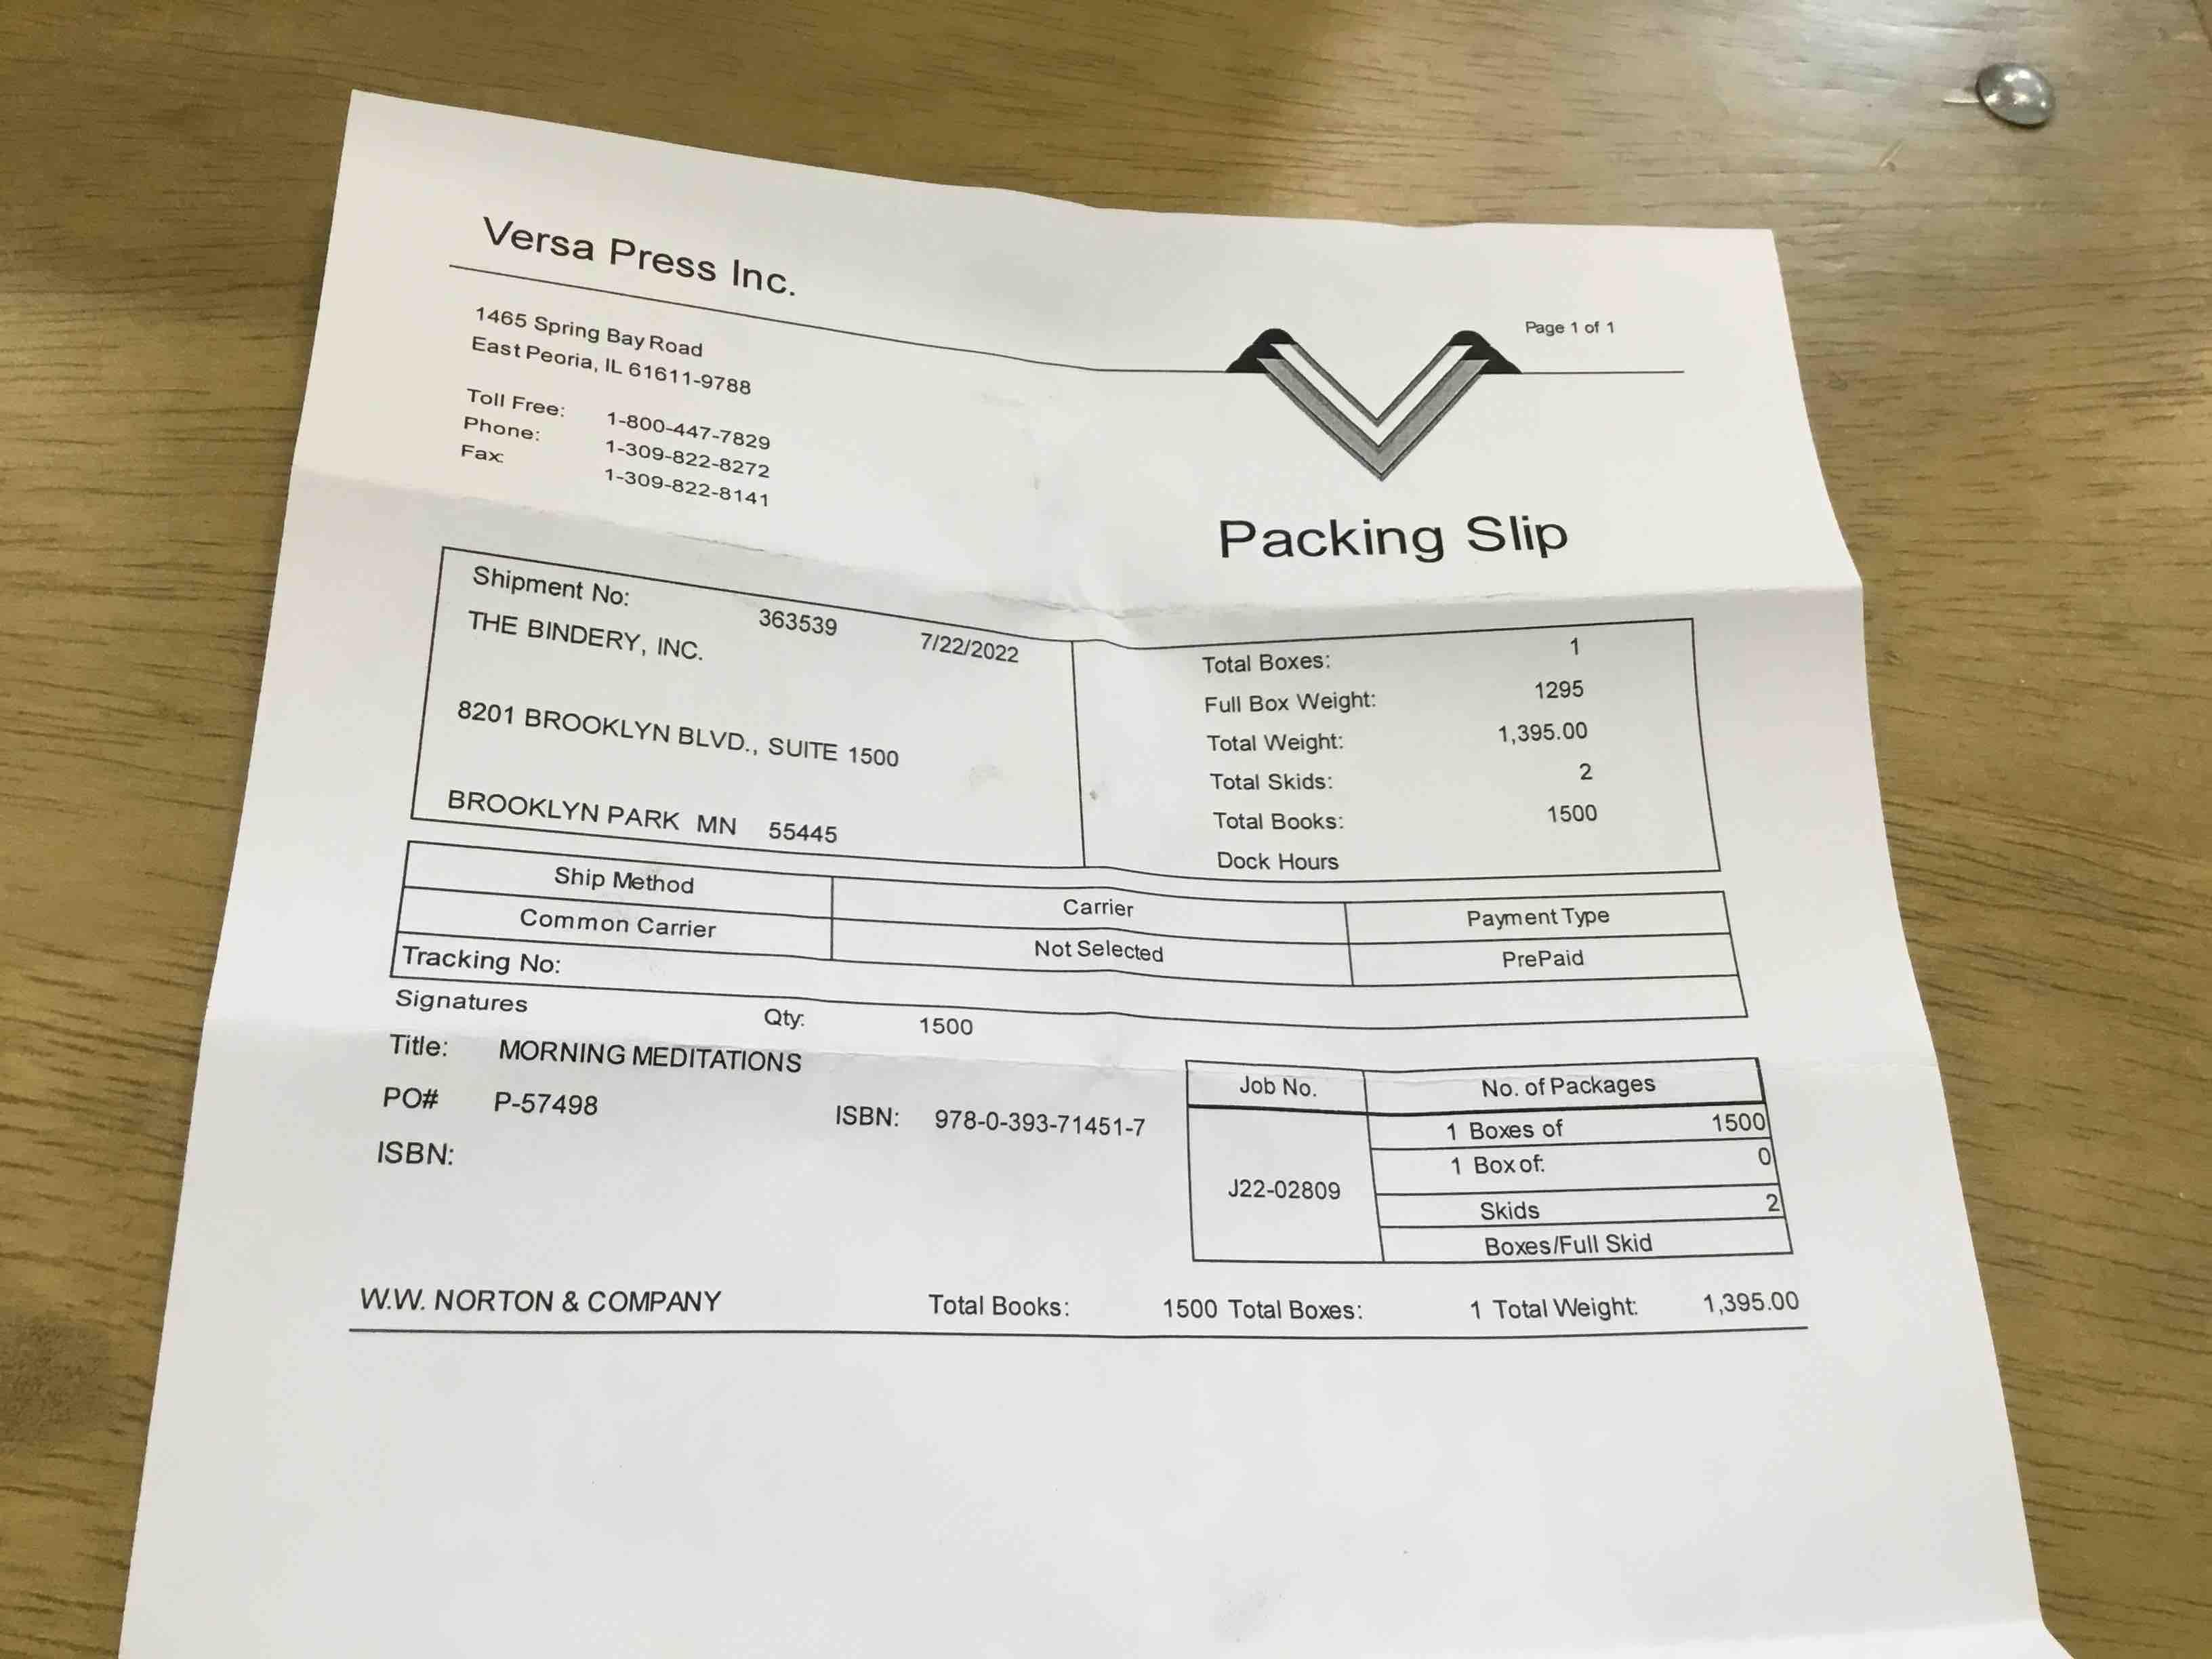 Versa Press Inc.
Page 1 of 1
1465 Spring Bay Road
East Peoria, IL 61611-9788
Toll Free: 1-800-447-7829
Phone: 1-309-822-8272
Fax: 1-309-822-8141
Packing Slip
Shipment No: 363539 7/22/2022
THE BINDERY, INC.
8201 BROOKLYN BLVD., SUITE 1500
BROOKLYN PARK MN 55445
Total Boxes: 1
Full Box Weight: 1295
Total Weight: 1,395.00
Total Skids: 2
Total Books: 1500
Dock Hours
Ship Method Carrier Payment Type
Common Carrier Not Selected PrePaid
Tracking No:
Signatures Qty: 1500
Title: MORNING MEDITATIONS
PO# P-57498 ISBN: 978-0-393-71451-7
ISBN:
Job No. No. of Packages
J22-02809
1 Boxes of 1500
1 Box of: 0
Skids 2
Boxes/Full Skid
W.W. NORTON & COMPANY Total Books: 1500 Total Boxes: 1 Total Weight: 1,395.00